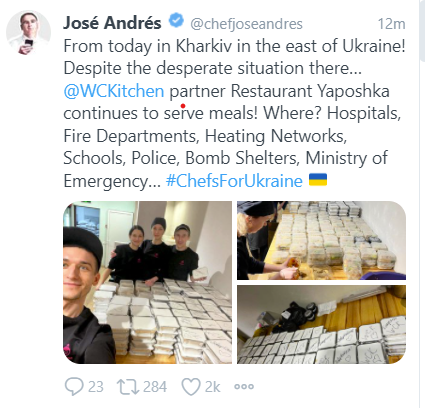 José Andrés @chefjoseandres 12m
From today in Kharkiv in the east of Ukraine!
Despite the desperate situation there...
@WCKitchen partner Restaurant Yaposhka
continues to serve meals! Where? Hospitals,
Fire Departments, Heating Networks,
Schools, Police, Bomb Shelters, Ministry of
Emergency... #ChefsForUkraine 🇺🇦
23 284 2k